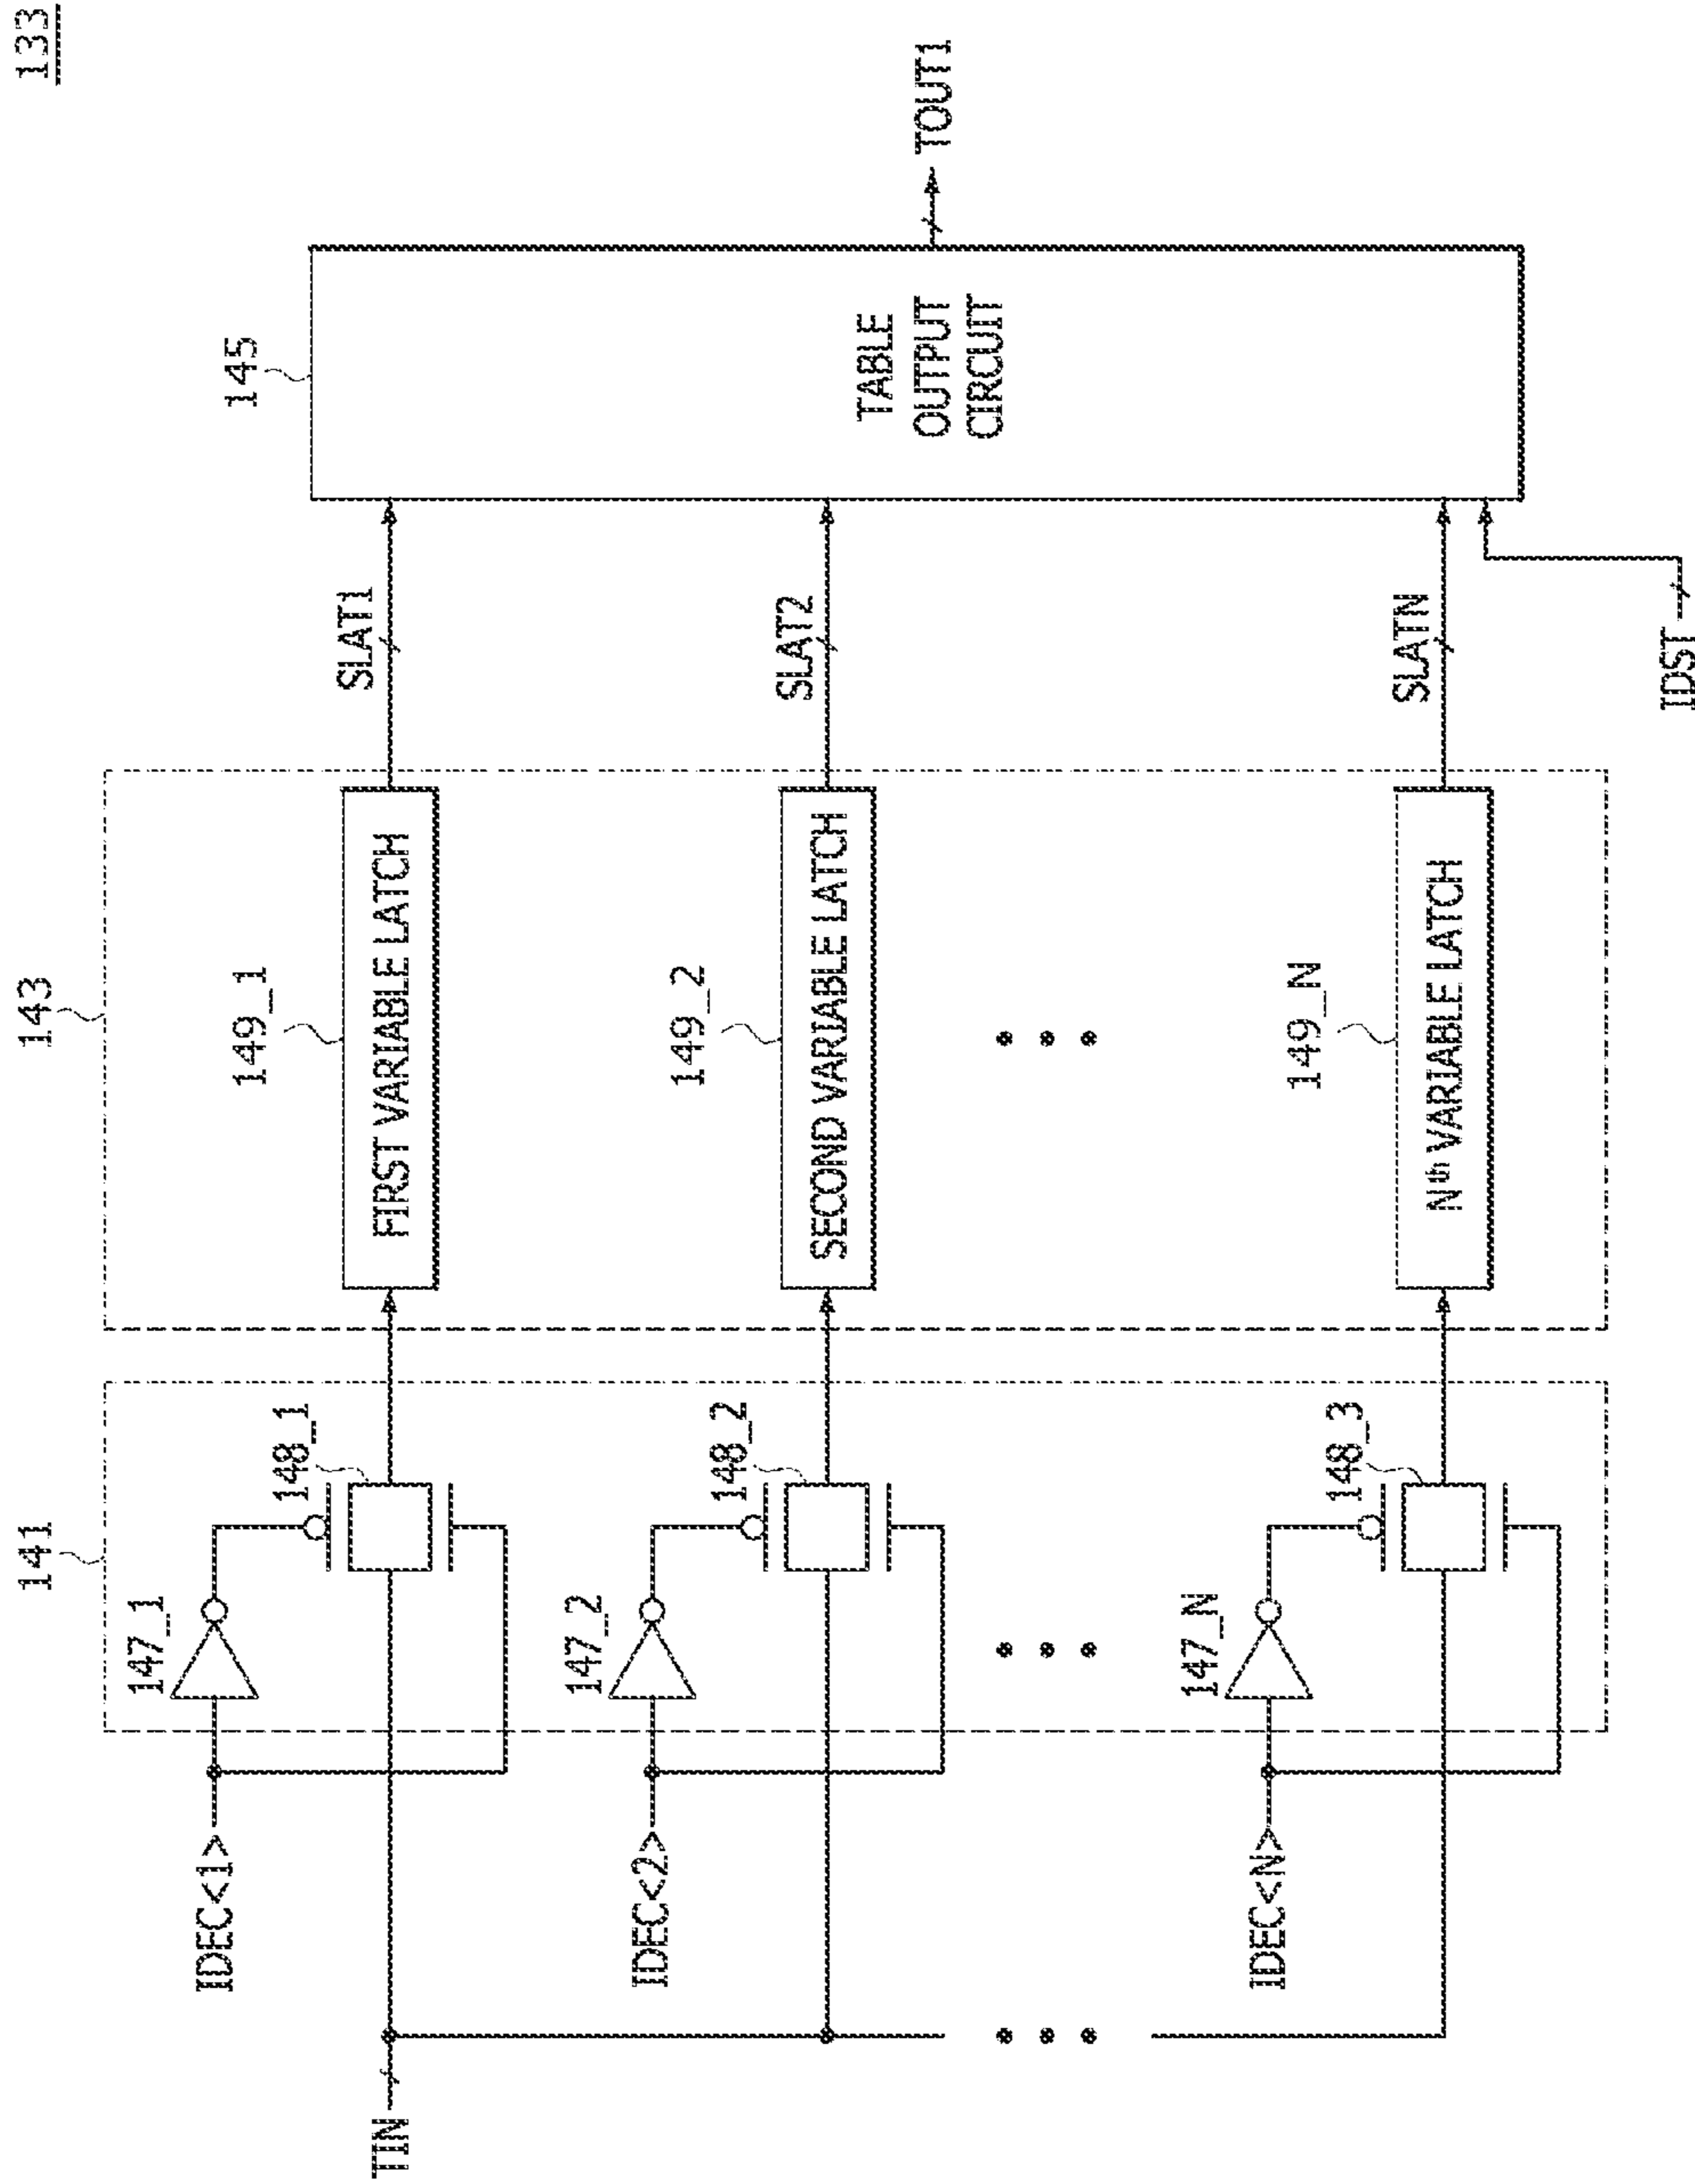 133
141
143
145
147_1
148_1
149_1
IDEC<1>
FIRST VARIABLE LATCH
SLAT1
TIN
147_2
148_2
149_2
IDEC<2>
SECOND VARIABLE LATCH
SLAT2
TABLE
OUTPUT
CIRCUIT
TOUT1
147_N
148_3
149_N
IDEC<N>
Nth VARIABLE LATCH
SLATN
IDST